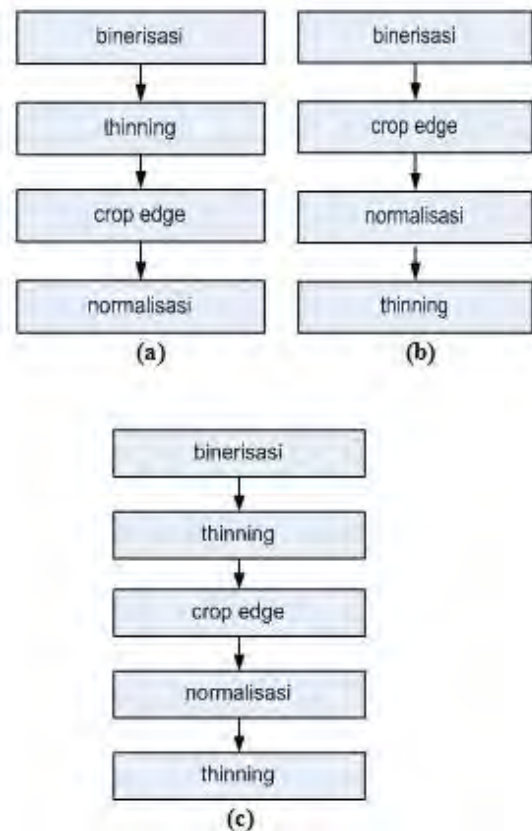 binerisasi
thinning
crop edge
normalisasi
(a)
binerisasi
crop edge
normalisasi
thinning
(b)
binerisasi
thinning
crop edge
normalisasi
thinning
(c)